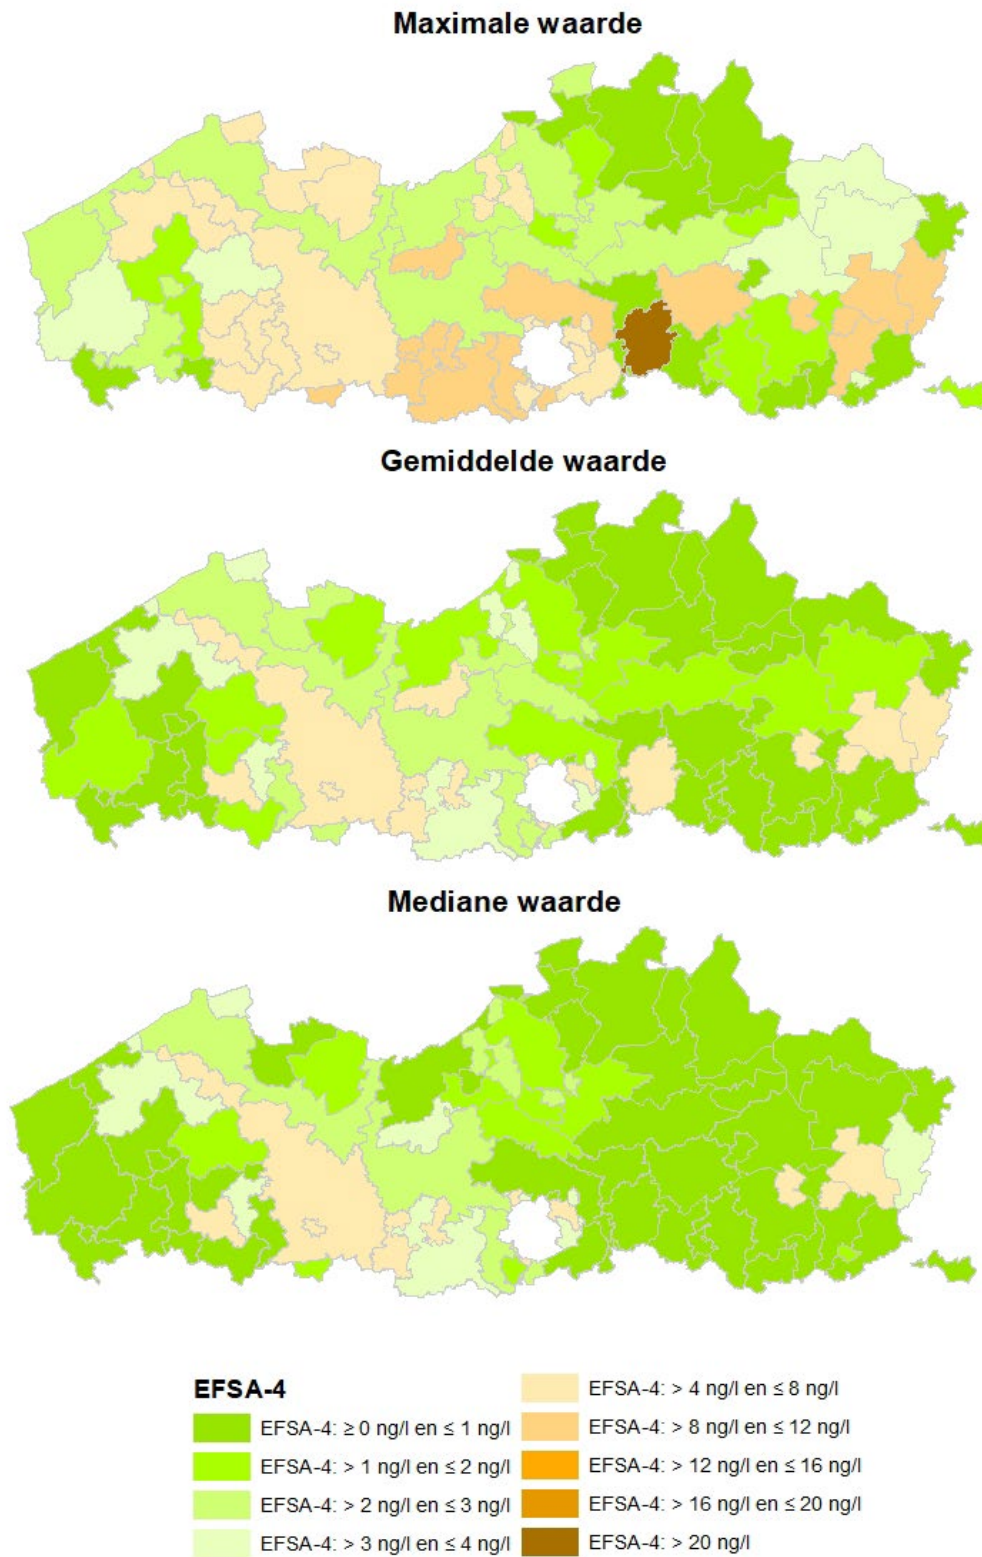 Maximale waarde
Gemiddelde waarde
Mediane waarde
EFSA-4
EFSA-4: ≥ 0 ng/l en ≤ 1 ng/l
EFSA-4: > 1 ng/l en ≤ 2 ng/l
EFSA-4: > 2 ng/l en ≤ 3 ng/l
EFSA-4: > 3 ng/l en ≤ 4 ng/l
EFSA-4: > 4 ng/l en ≤ 8 ng/l
EFSA-4: > 8 ng/l en ≤ 12 ng/l
EFSA-4: > 12 ng/l en ≤ 16 ng/l
EFSA-4: > 16 ng/l en ≤ 20 ng/l
EFSA-4: > 20 ng/l